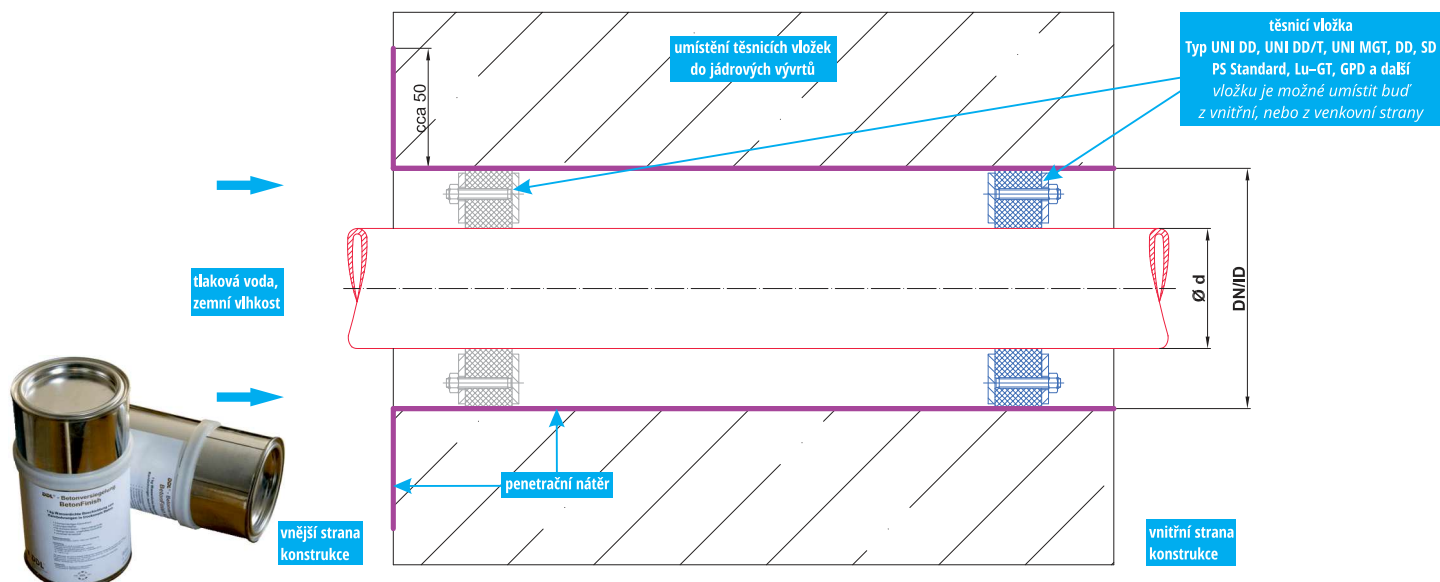 umístění těsnicích vložek
do jádrových vývrtů
těsnicí vložka
Typ UNI DD, UNI DD/T, UNI MGT, DD, SD
PS Standard, Lu–GT, GPD a další
vložku je možné umístit buď
z vnitřní, nebo z venkovní strany
cca 50
tlaková voda,
zemní vlhkost
Ø d
DN/ID
penetrační nátěr
vnější strana
konstrukce
vnitřní strana
konstrukce
Betonversiegelung
BetonFinish